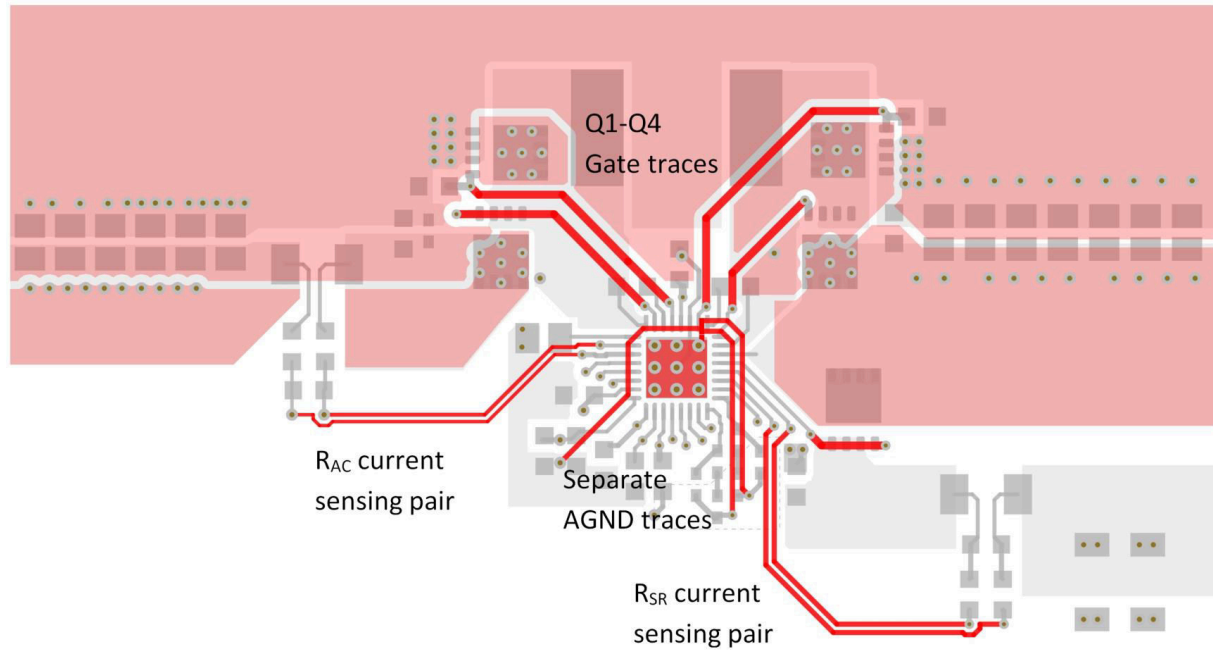 Q1-Q4
Gate traces
RAC current
sensing pair
Separate
AGND traces
RSR current
sensing pair